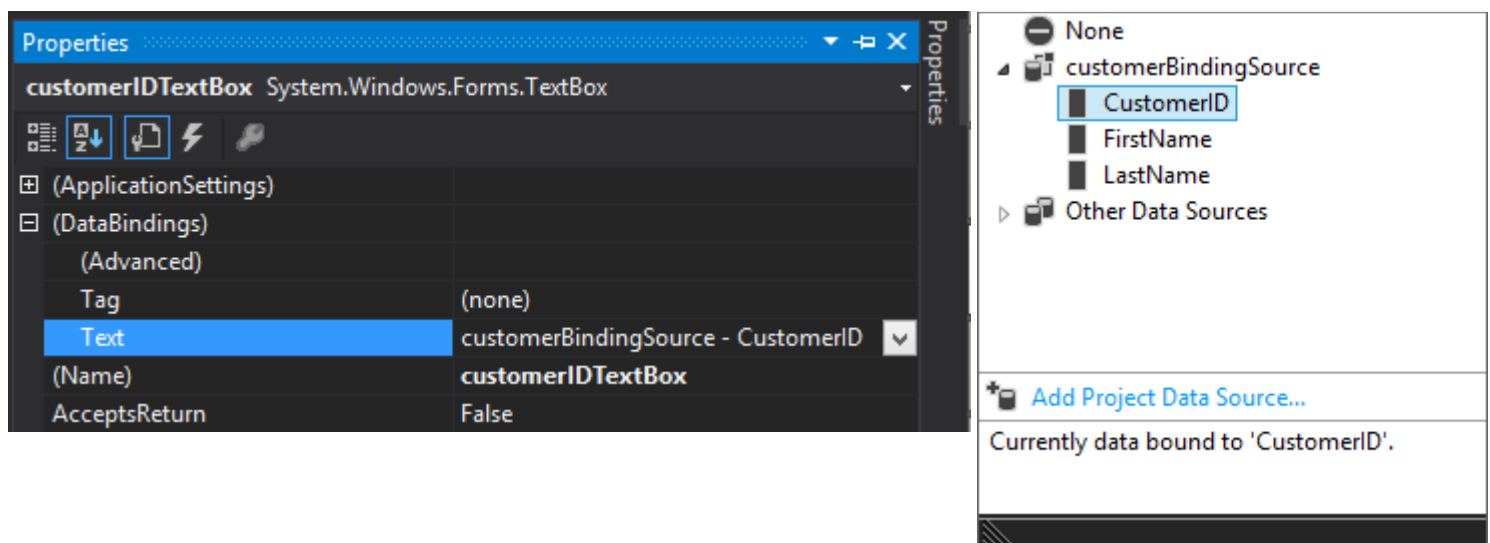 Properties
customerIDTextBox System.Windows.Forms.TextBox
(ApplicationSettings)
(DataBindings)
(Advanced)
Tag (none)
Text customerBindingSource - CustomerID
(Name) customerIDTextBox
AcceptsReturn False
Properties
None
customerBindingSource
CustomerID
FirstName
LastName
Other Data Sources
Add Project Data Source...
Currently data bound to 'CustomerID'.